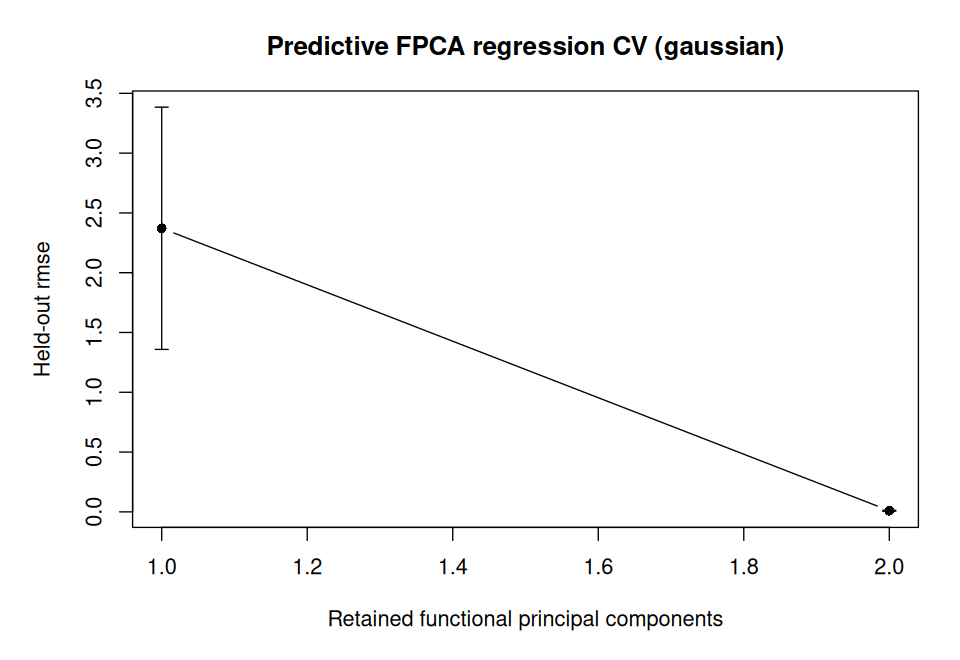 Predictive FPCA regression CV (gaussian)
3.5
3.0
2.5
2.0
1.5
1.0
0.5
0.0
Held-out rmse
1.0 1.2 1.4 1.6 1.8 2.0
Retained functional principal components